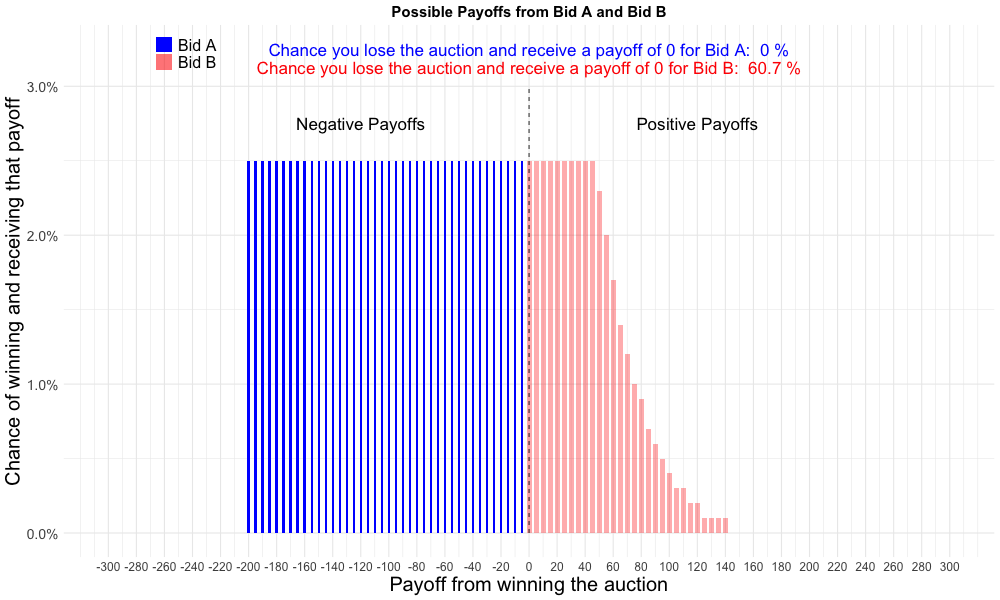 Possible Payoffs from Bid A and Bid B
Bid A
Bid B
Chance you lose the auction and receive a payoff of 0 for Bid A:  0 %
Chance you lose the auction and receive a payoff of 0 for Bid B:  60.7 %
Negative Payoffs
Positive Payoffs
Chance of winning and receiving that payoff
3.0%
2.0%
1.0%
0.0%
-300 -280 -260 -240 -220 -200 -180 -160 -140 -120 -100 -80 -60 -40 -20 0 20 40 60 80 100 120 140 160 180 200 220 240 260 280 300
Payoff from winning the auction